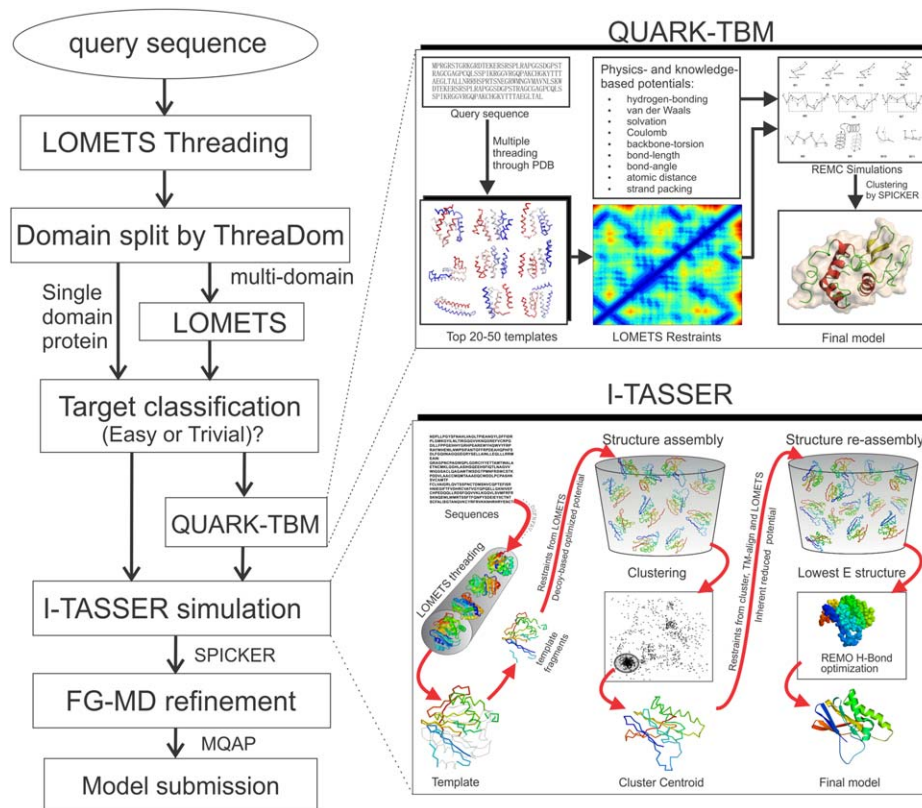 query sequence
LOMETS Threading
Domain split by ThreaDom
Single
domain
protein
multi-domain
LOMETS
Target classification
(Easy or Trivial)?
QUARK-TBM
I-TASSER simulation
SPICKER
FG-MD refinement
MQAP
Model submission
QUARK-TBM
Query sequence
Multiple
threading
through PDB
Top 20-50 templates
Physics- and knowledge-
based potentials:
• hydrogen-bonding
• van der Waals
• solvation
• Coulomb
• backbone-torsion
• bond-length
• bond-angle
• atomic distance
• strand packing
LOMETS Restraints
REMC Simulations
Clustering
by SPICKER
Final model
I-TASSER
Sequences
LOMETS threading
Template
template
fragments
Restraints from LOMETS
Decoy-based optimized potential
Structure assembly
Clustering
Cluster Centroid
Restraints from cluster, TM-align and LOMETS
Inherent reduced potential
Structure re-assembly
Lowest E structure
REMO H-Bond
optimization
Final model